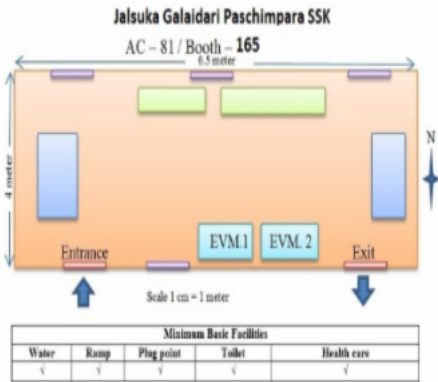 Jalsuka Galaidari Paschimpara SSK
AC – 81 / Booth – 165
6.5 meter
4 meter
N
EVM.1 EVM. 2
Entrance Exit
Scale 1 cm = 1 meter
Minimum Basic Facilities
Water Ramp Plug point Toilet Health care
√ √ √ √ √